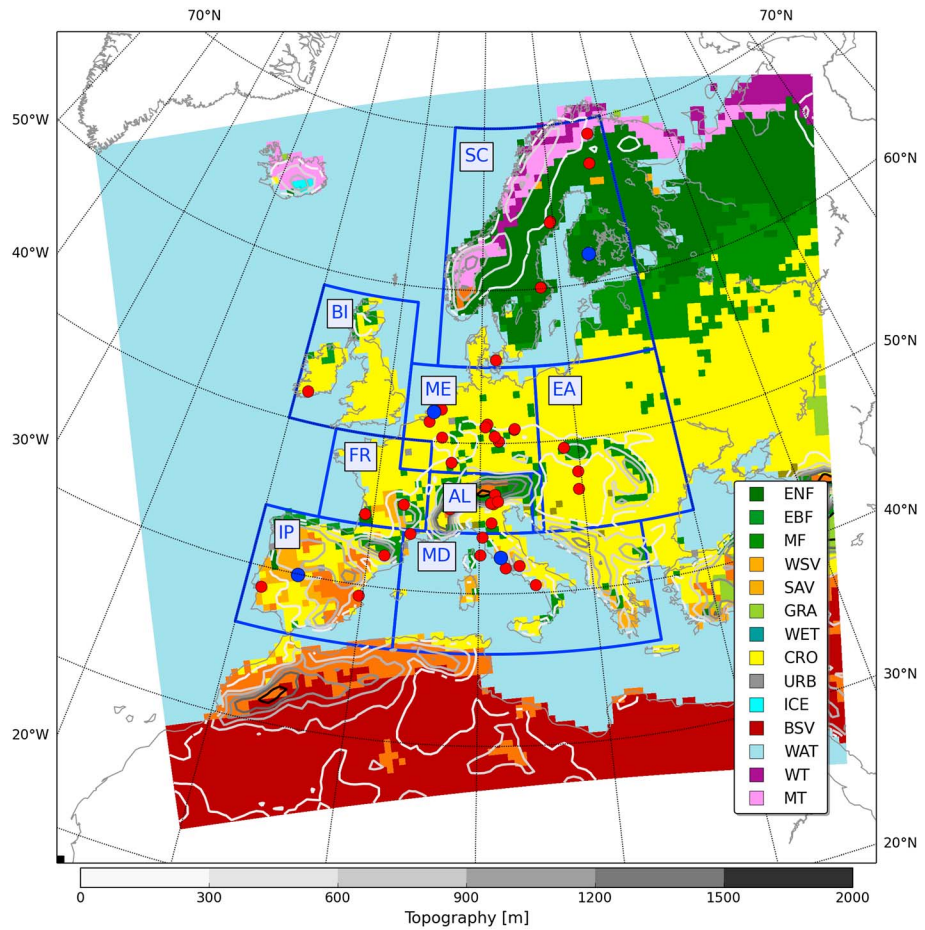 70°N 70°N
50°W
60°N
SC
40°W
BI
50°N
ME EA
30°W
FR
ENF
AL
EBF
40°N
IP
MF
MD
WSV
SAV
GRA
WET
CRO
30°N
URB
ICE
BSV
20°W
WAT
WT
MT
20°N
0 300 600 900 1200 1500 2000
Topography [m]